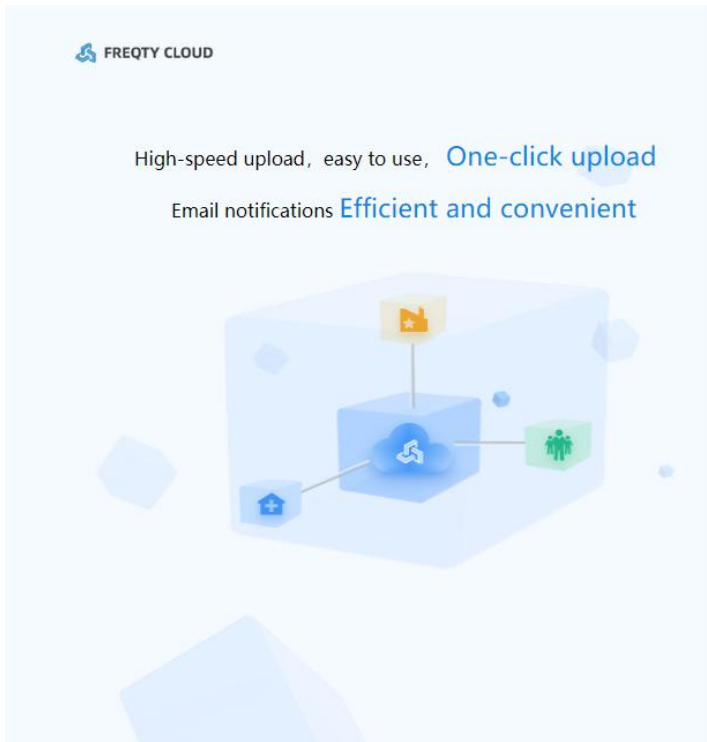 FREQTY CLOUD
High-speed upload，easy to use， One-click upload
Email notifications Efficient and convenient